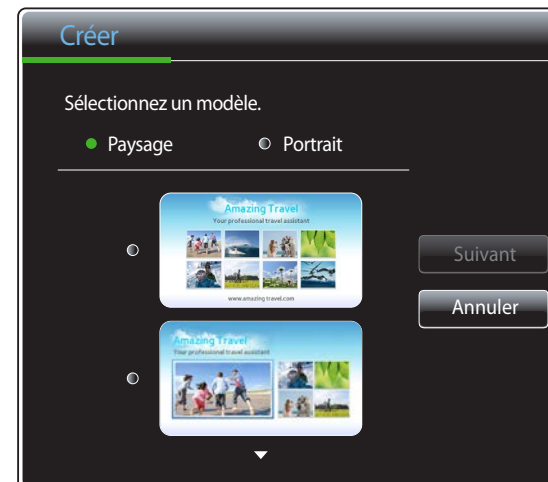 Créer
Sélectionnez un modèle.
Paysage
Portrait
Amazing Travel
Your professional travel assistant
www.amazing travel.com
Suivant
Annuler
Amazing Travel
Your professional travel assistant